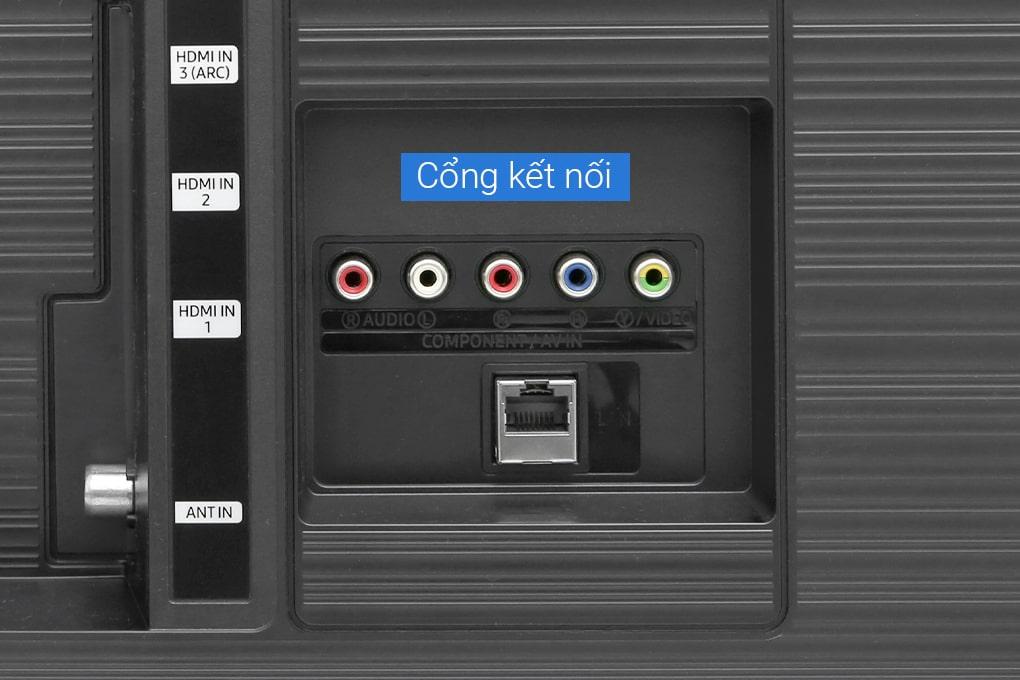 HDMI IN
3 (ARC)
HDMI IN
2
HDMI IN
1
ANT IN
Cổng kết nối
Ⓡ AUDIO Ⓛ
Ⓨ / VIDEO
COMPONENT / AV IN
LAN